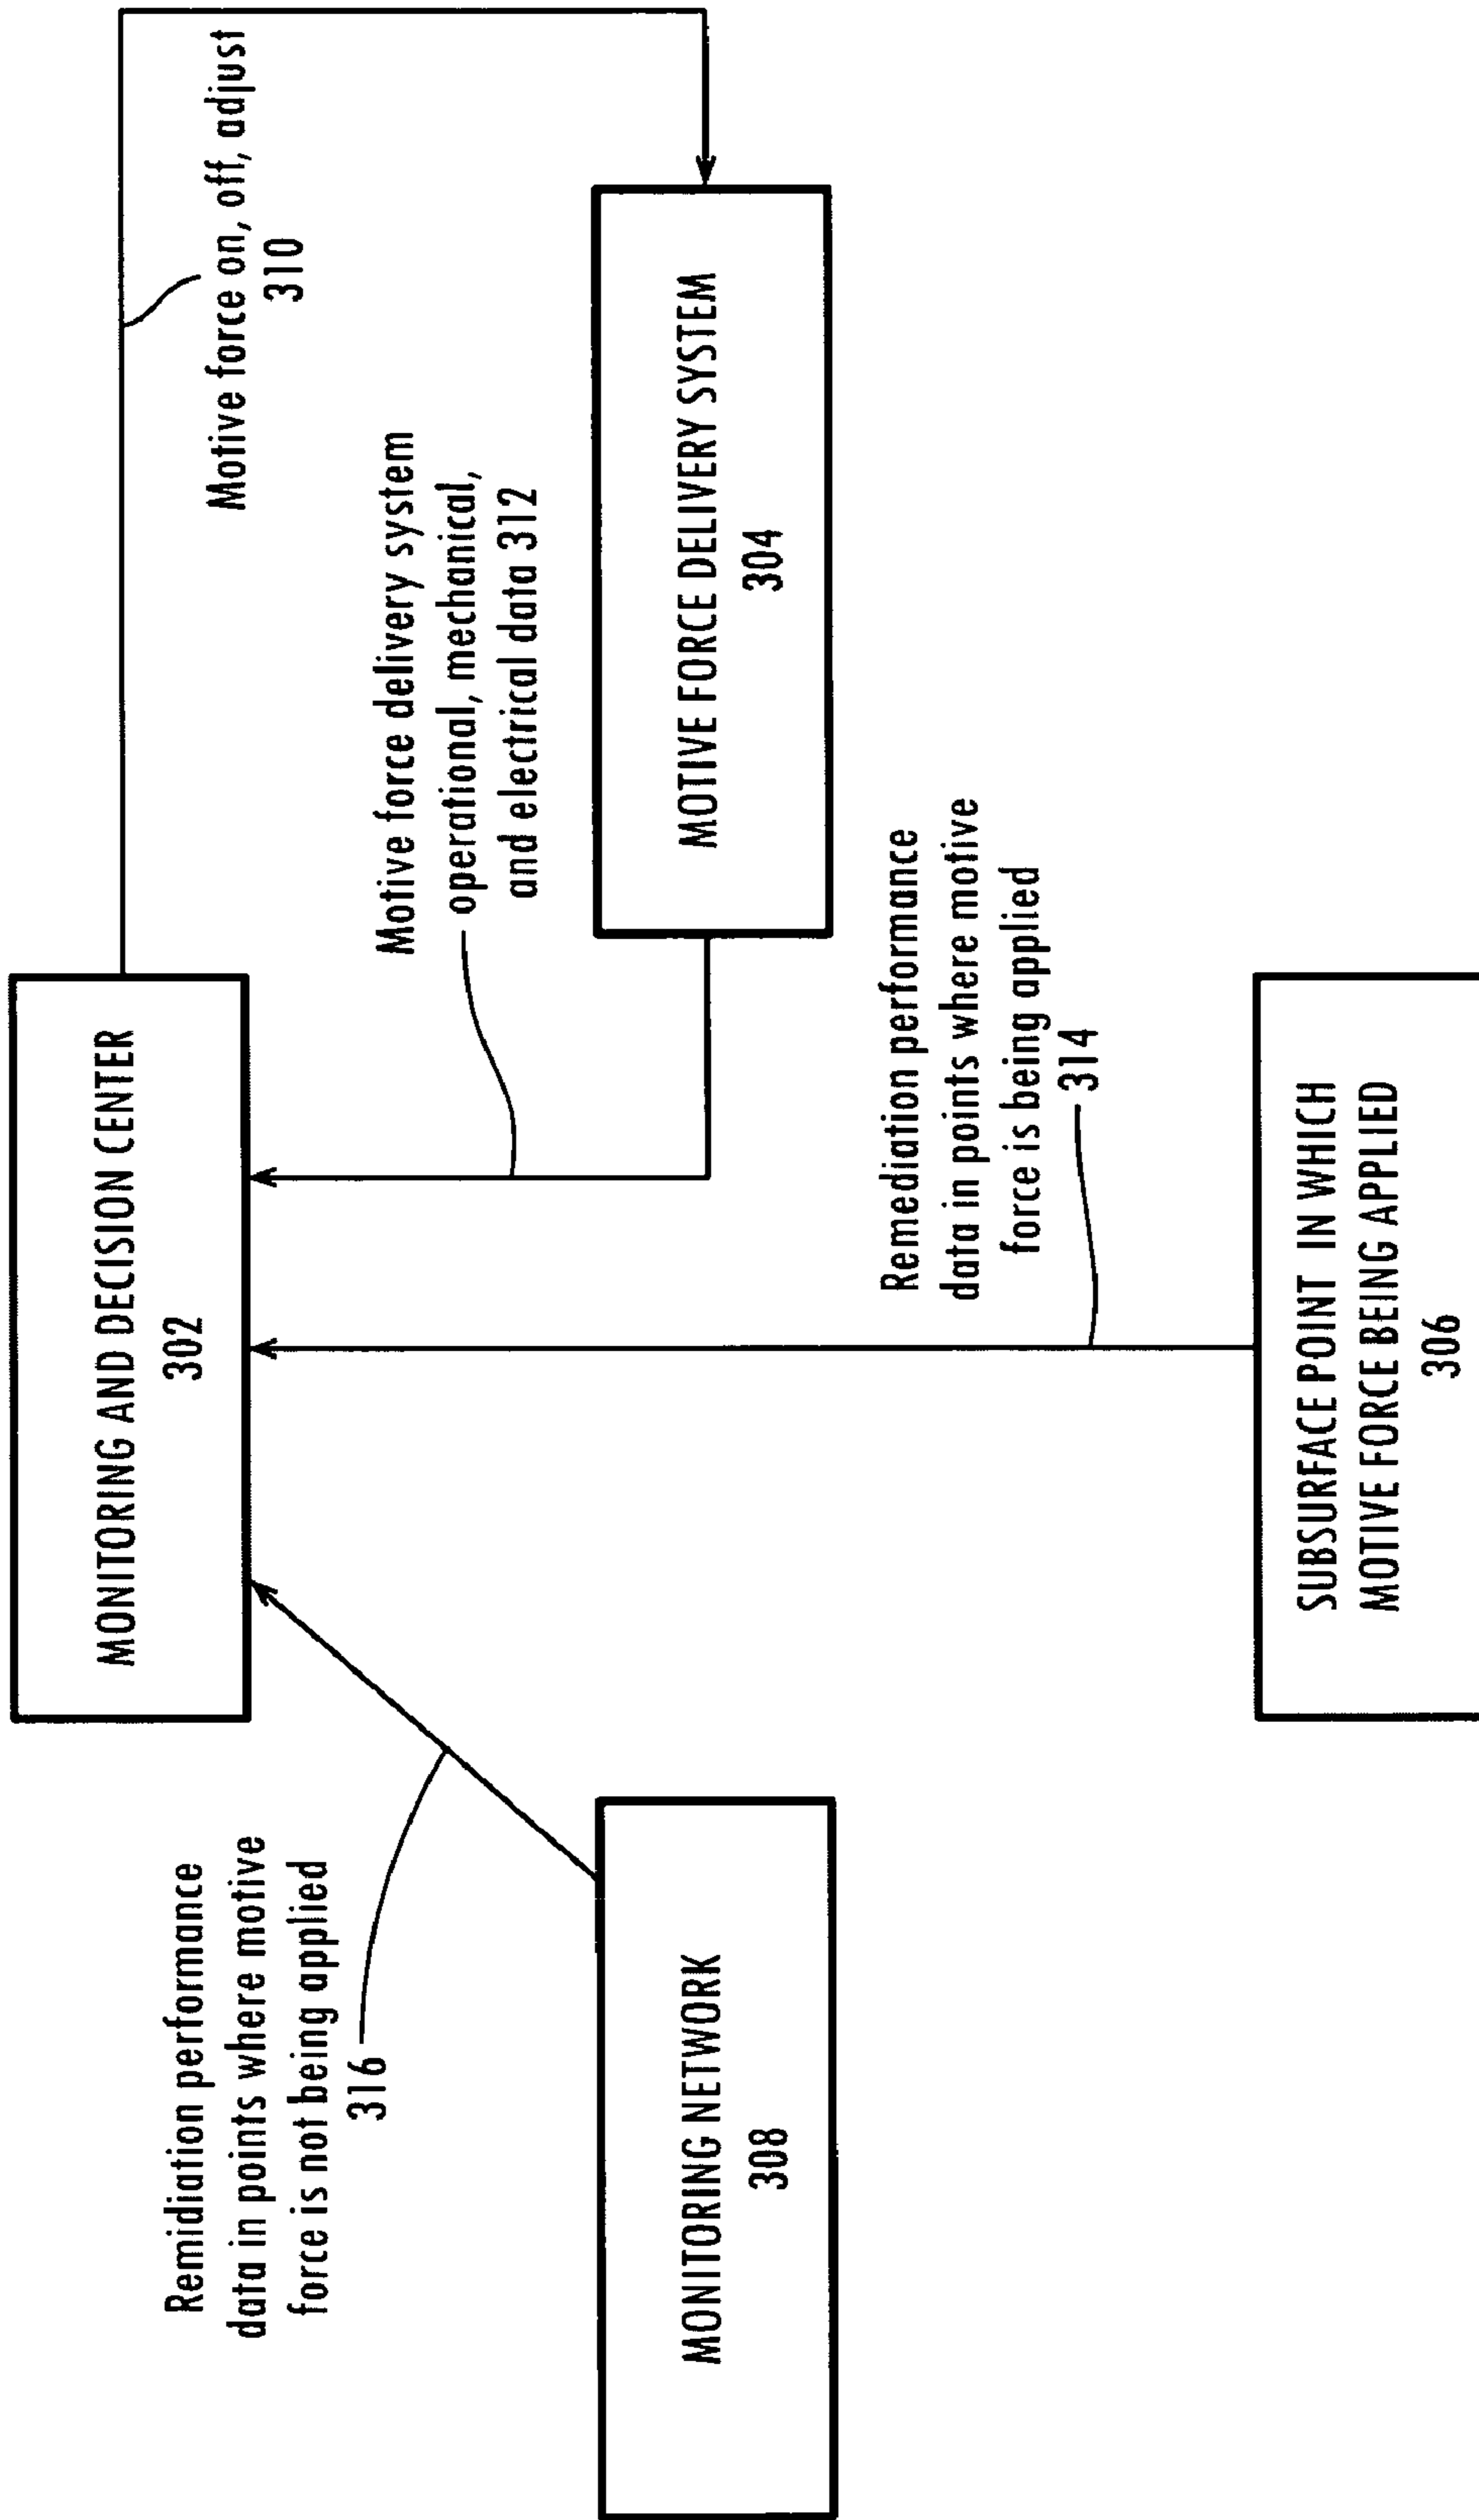 MONITORING AND DECISION CENTER
302
Motive force on, off, adjust
310
Remidiation performance
data in points where motive
force is not being applied
316
Motive force delivery system
operational, mechanical,
and electrical data 312
MONITORING NETWORK
308
MOTIVE FORCE DELIVERY SYSTEM
304
Remediation performance
data in points where motive
force is being applied
314
SUBSURFACE POINT IN WHICH
MOTIVE FORCE BEING APPLIED
306